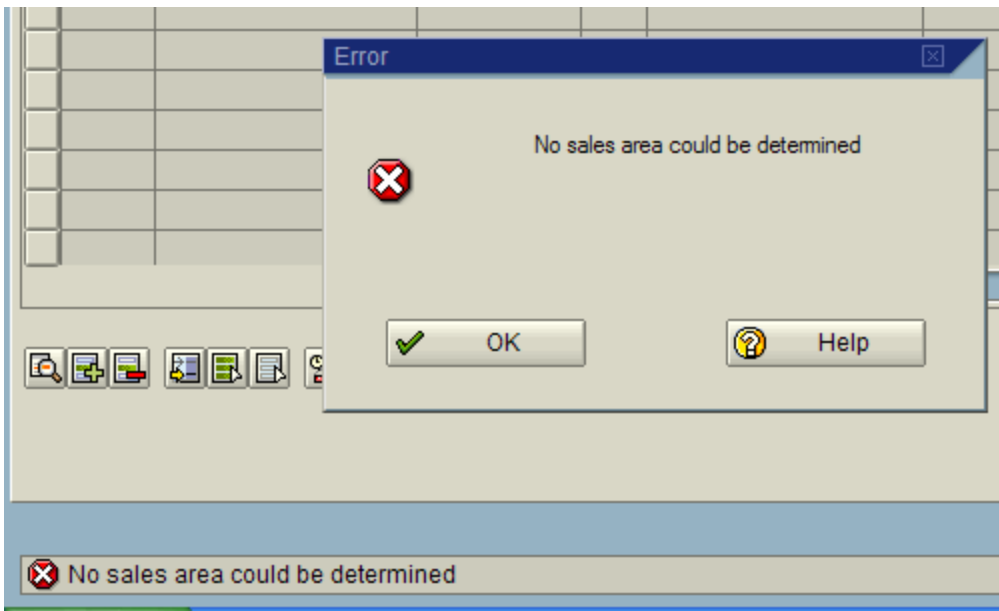 Error
No sales area could be determined
OK
Help
No sales area could be determined